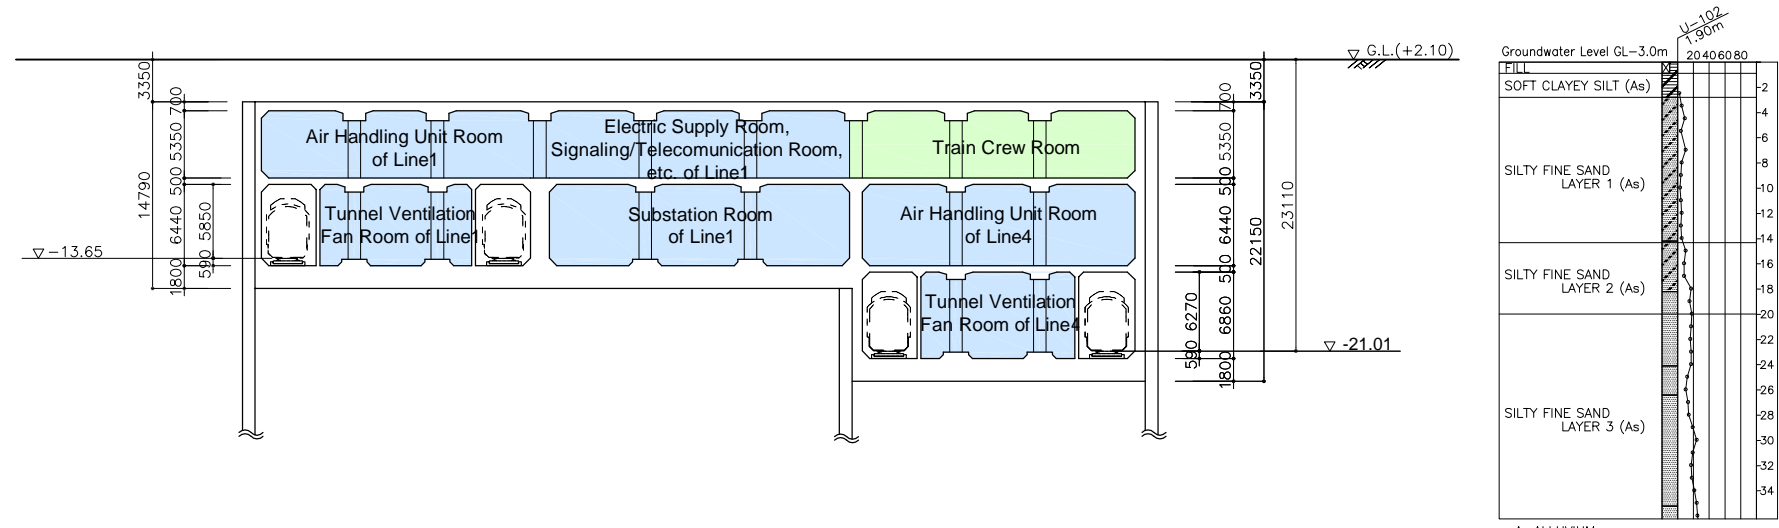 U-102
1.90m
G.L.(+2.10)
Groundwater Level GL-3.0m
20 40 60 80
FILL
SOFT CLAYEY SILT (As)
SILTY FINE SAND
LAYER 1 (As)
SILTY FINE SAND
LAYER 2 (As)
SILTY FINE SAND
LAYER 3 (As)
-2
-4
-6
-8
-10
-12
-14
-16
-18
-20
-22
-24
-26
-28
-30
-32
-34
3350
700
5350
500
6440
5850
590
1800
14790
-13.65
Air Handling Unit Room
of Line1
Electric Supply Room,
Signaling/Telecomunication Room,
etc. of Line1
Train Crew Room
Tunnel Ventilation
Fan Room of Line1
Substation Room
of Line1
Air Handling Unit Room
of Line4
Tunnel Ventilation
Fan Room of Line4
3350
700
5350
500
6440
500
6860
6270
590
1800
22150
23110
-21.01